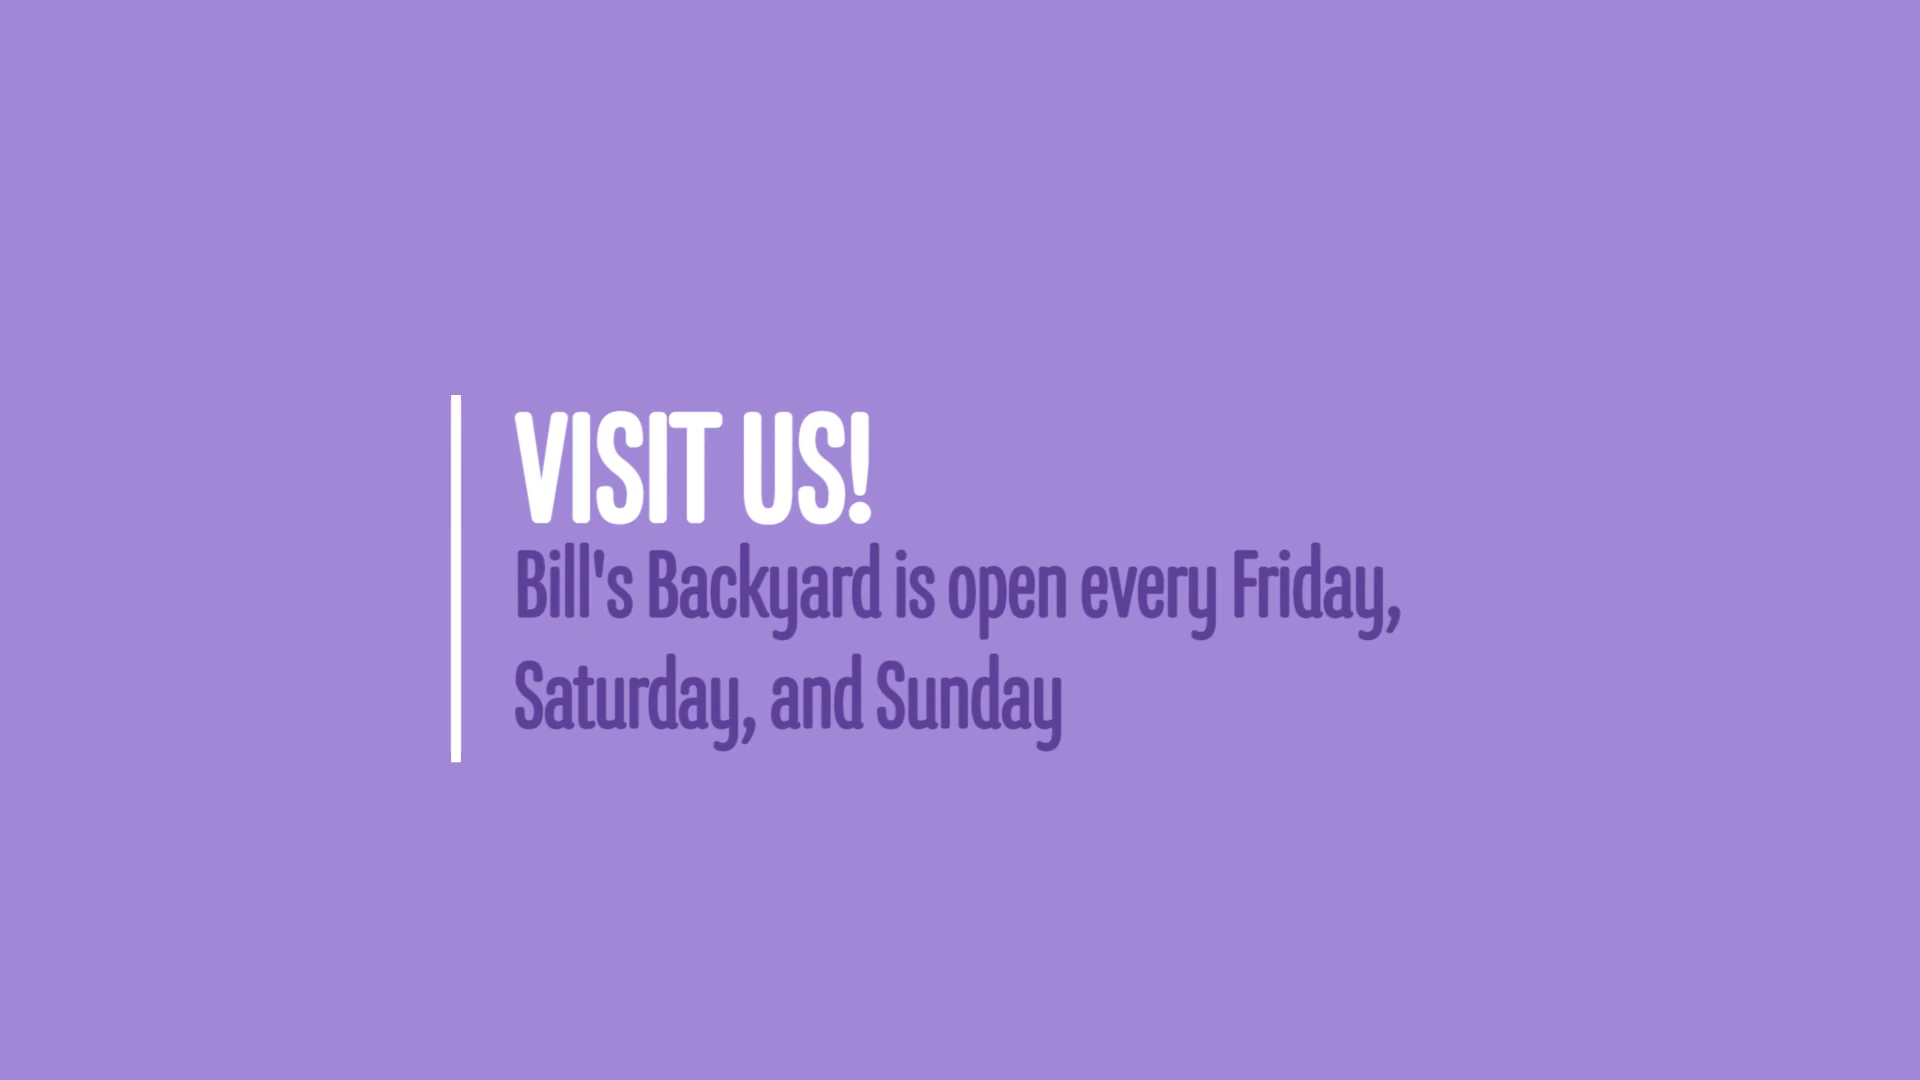 VISIT US!
Bill's Backyard is open every Friday,
Saturday, and Sunday